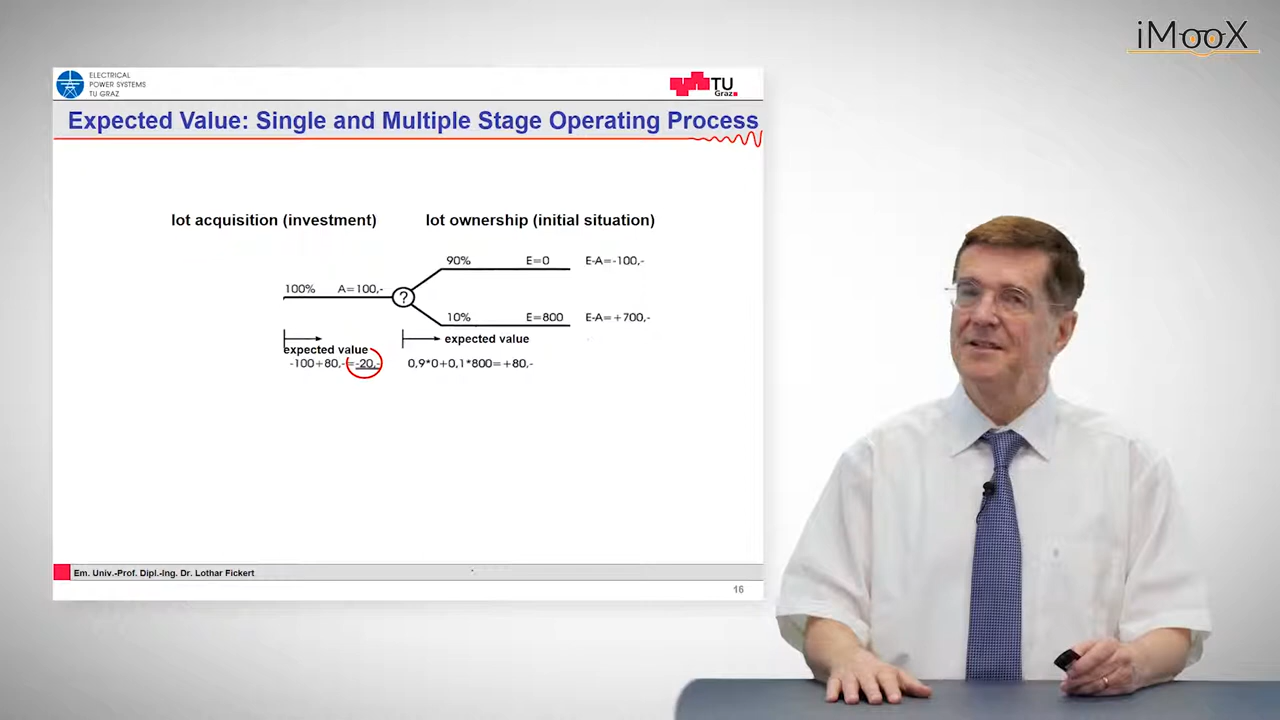 iMooX
ELECTRICAL
POWER SYSTEMS
TU GRAZ
TU
Graz
Expected Value: Single and Multiple Stage Operating Process
lot acquisition (investment) lot ownership (initial situation)
90% E=0 E-A=-100,-
100% A=100,- ?
10% E=800 E-A=+700,-
expected value
expected value
-100+80,-=-20,- 0,9*0+0,1*800=+80,-
Em. Univ.-Prof. Dipl.-Ing. Dr. Lothar Fickert
16